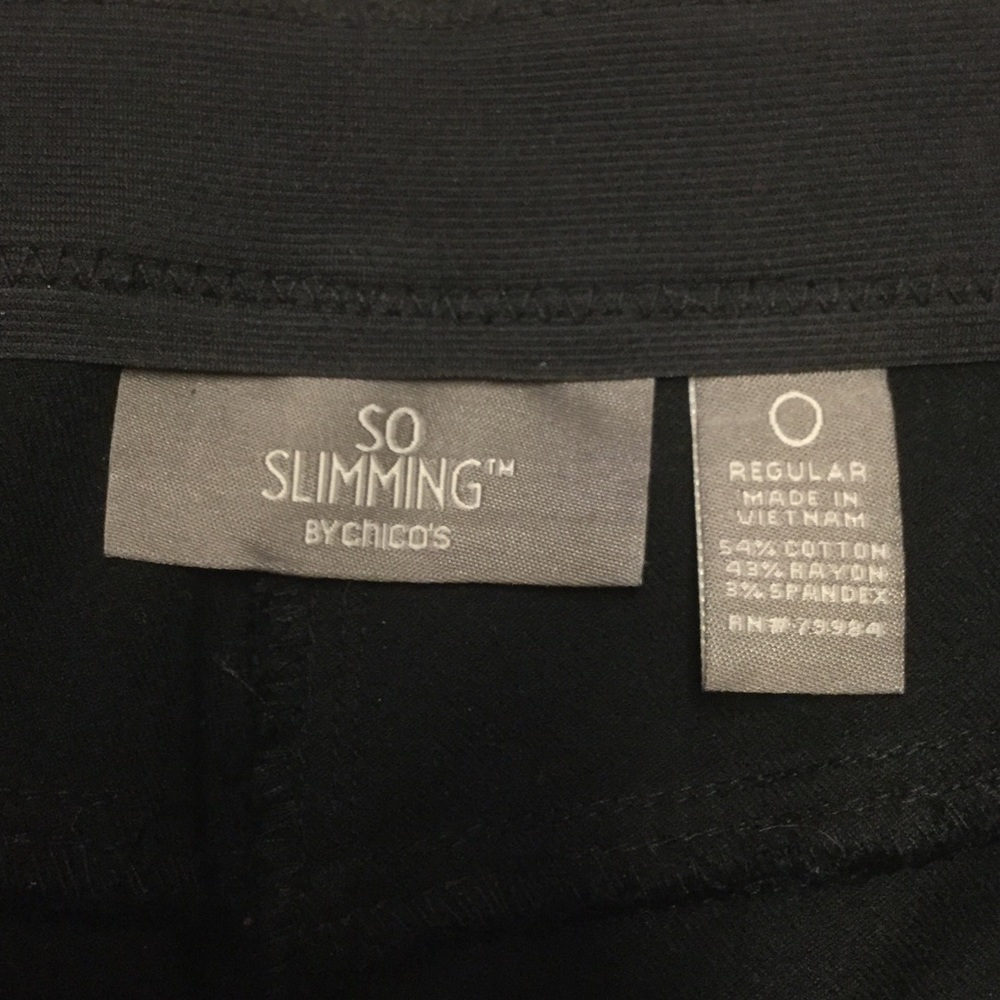 SO
SLIMMING™
BY chico's
0
REGULAR
MADE IN
VIETNAM
54% COTTON
43% RAYON
3% SPANDEX
RN# 79984